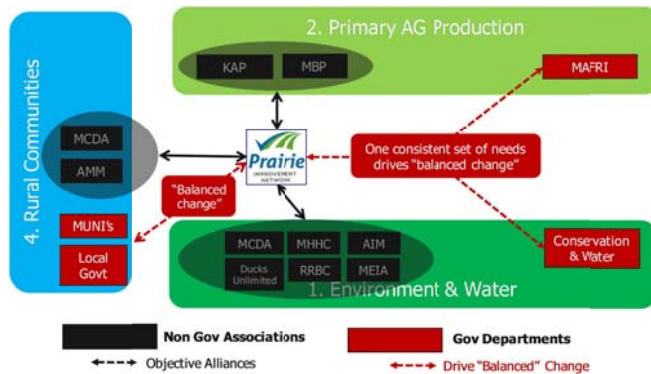 2. Primary AG Production
KAP
MBP
MAFRI
4. Rural Communities
MCDA
AMM
MUNI's
Local
Govt
Prairie
IMPROVEMENT
NETWORK
"Balanced
change"
One consistent set of needs
drives "balanced change"
MCDA
MHHC
AIM
Ducks
Unlimited
RRBC
MEIA
Conservation
& Water
1. Environment & Water
Non Gov Associations
Gov Departments
Objective Alliances
Drive "Balanced" Change